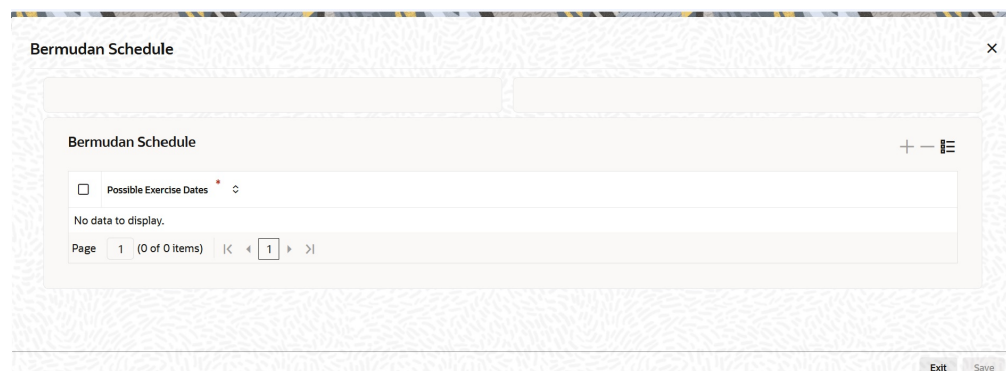 Bermudan Schedule
Bermudan Schedule
Possible Exercise Dates *
No data to display.
Page 1 (0 of 0 items) 1
Exit Save